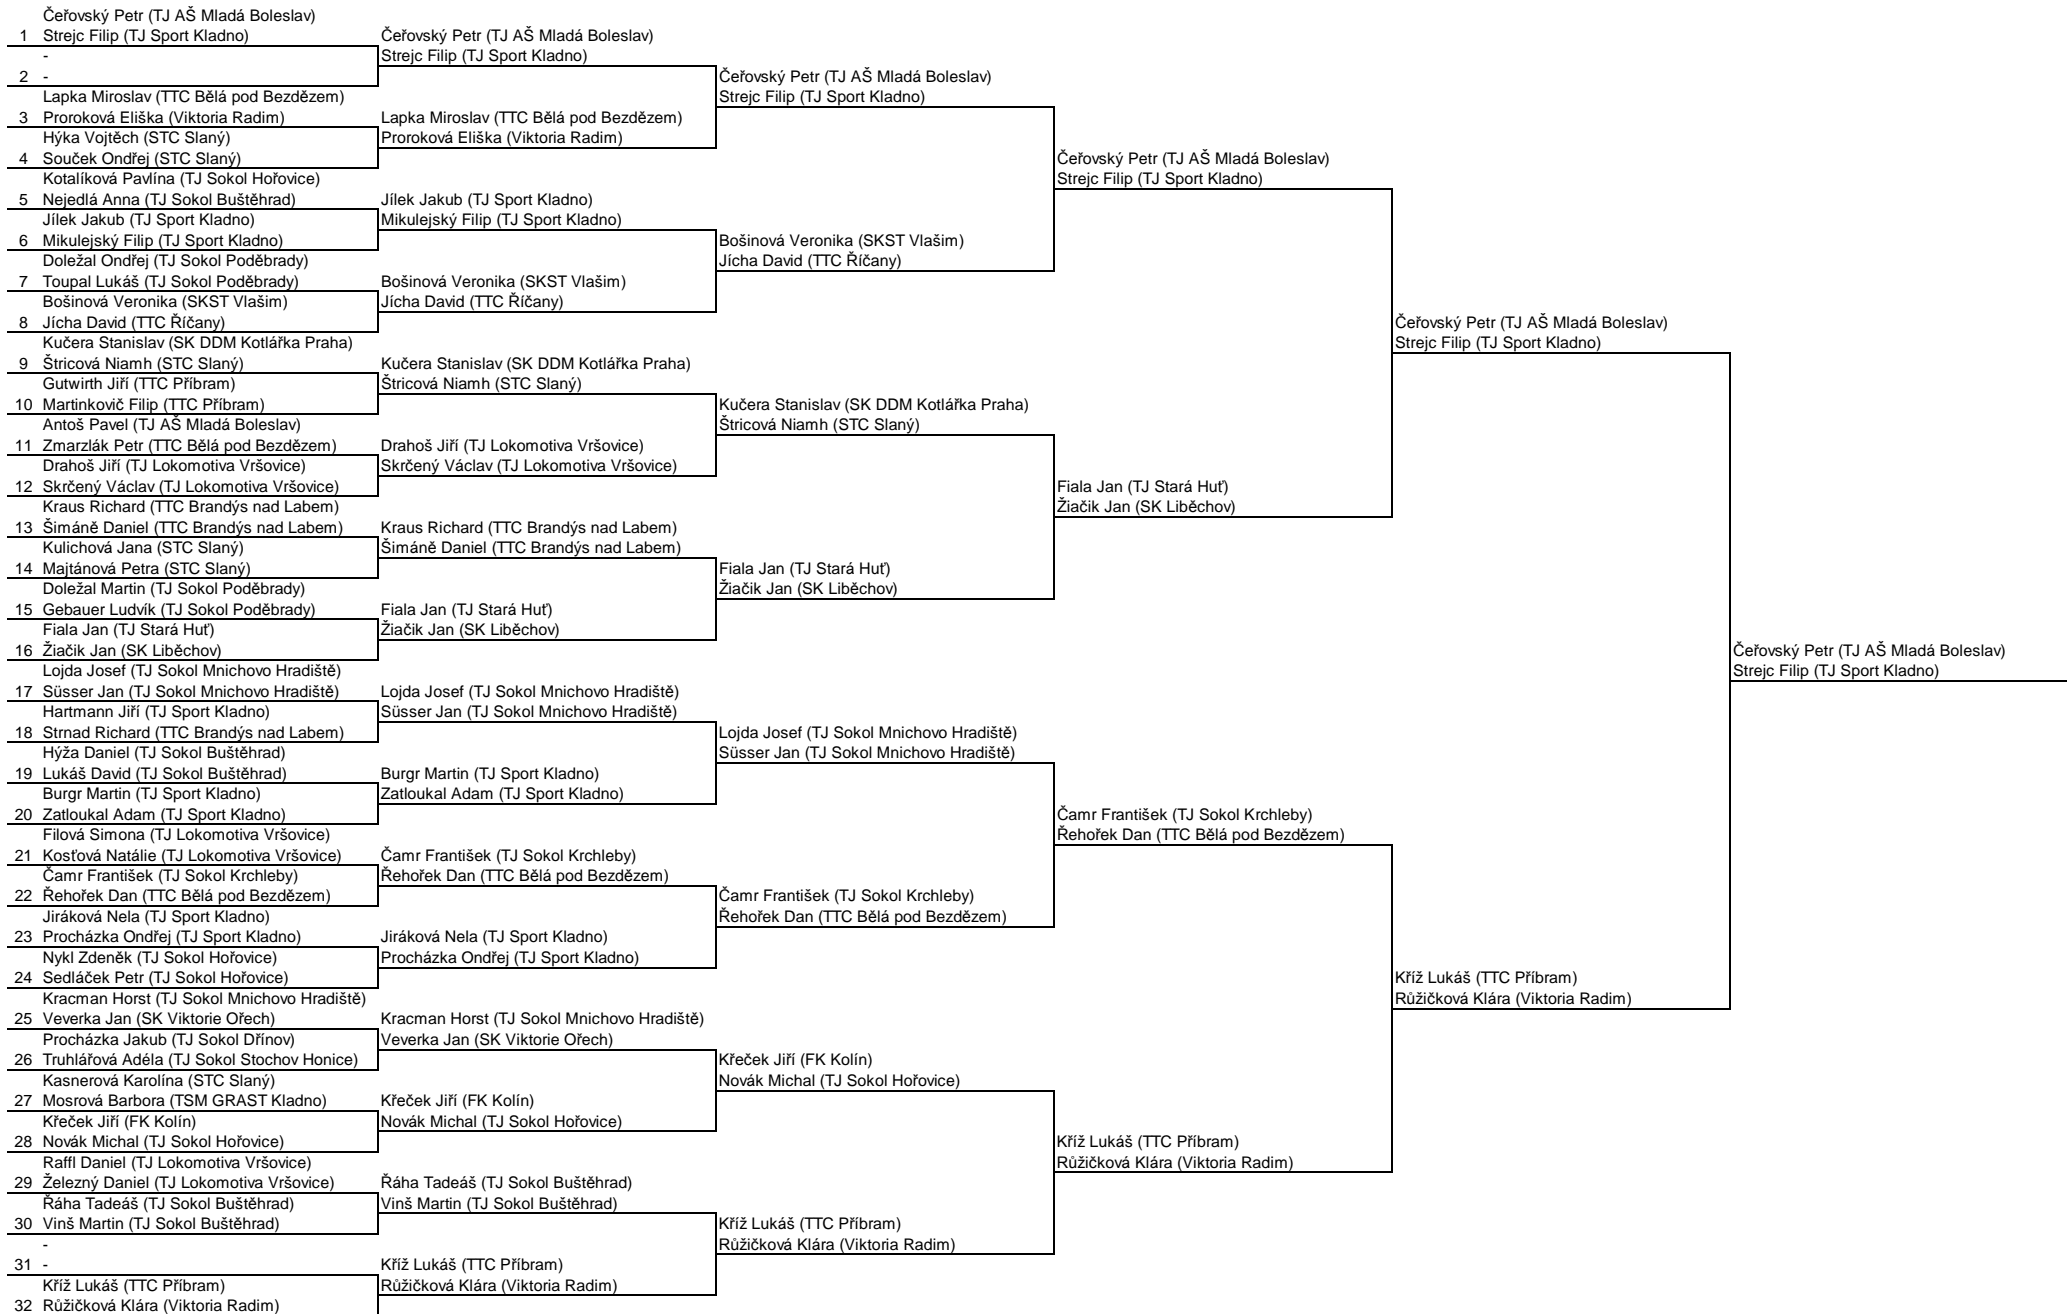 Čeřovský Petr (TJ AŠ Mladá Boleslav)
1 Strejc Filip (TJ Sport Kladno)
-
2 -
Lapka Miroslav (TTC Bělá pod Bezdězem)
3 Proroková Eliška (Viktoria Radim)
Hýka Vojtěch (STC Slaný)
4 Souček Ondřej (STC Slaný)
Kotalíková Pavlína (TJ Sokol Hořovice)
5 Nejedlá Anna (TJ Sokol Buštěhrad)
Jílek Jakub (TJ Sport Kladno)
6 Mikulejský Filip (TJ Sport Kladno)
Doležal Ondřej (TJ Sokol Poděbrady)
7 Toupal Lukáš (TJ Sokol Poděbrady)
Bošinová Veronika (SKST Vlašim)
8 Jícha David (TTC Říčany)
Kučera Stanislav (SK DDM Kotlářka Praha)
9 Štricová Niamh (STC Slaný)
Gutwirth Jiří (TTC Příbram)
10 Martinkovič Filip (TTC Příbram)
Antoš Pavel (TJ AŠ Mladá Boleslav)
11 Zmarzlák Petr (TTC Bělá pod Bezdězem)
Drahoš Jiří (TJ Lokomotiva Vršovice)
12 Skrčený Václav (TJ Lokomotiva Vršovice)
Kraus Richard (TTC Brandýs nad Labem)
13 Šimáně Daniel (TTC Brandýs nad Labem)
Kulichová Jana (STC Slaný)
14 Majtánová Petra (STC Slaný)
Doležal Martin (TJ Sokol Poděbrady)
15 Gebauer Ludvík (TJ Sokol Poděbrady)
Fiala Jan (TJ Stará Huť)
16 Žiačik Jan (SK Liběchov)
Lojda Josef (TJ Sokol Mnichovo Hradiště)
17 Süsser Jan (TJ Sokol Mnichovo Hradiště)
Hartmann Jiří (TJ Sport Kladno)
18 Strnad Richard (TTC Brandýs nad Labem)
Hýža Daniel (TJ Sokol Buštěhrad)
19 Lukáš David (TJ Sokol Buštěhrad)
Burgr Martin (TJ Sport Kladno)
20 Zatloukal Adam (TJ Sport Kladno)
Filová Simona (TJ Lokomotiva Vršovice)
21 Kosťová Natálie (TJ Lokomotiva Vršovice)
Čamr František (TJ Sokol Krchleby)
22 Řehořek Dan (TTC Bělá pod Bezdězem)
Jiráková Nela (TJ Sport Kladno)
23 Procházka Ondřej (TJ Sport Kladno)
Nykl Zdeněk (TJ Sokol Hořovice)
24 Sedláček Petr (TJ Sokol Hořovice)
Kracman Horst (TJ Sokol Mnichovo Hradiště)
25 Veverka Jan (SK Viktorie Ořech)
Procházka Jakub (TJ Sokol Dřínov)
26 Truhlářová Adéla (TJ Sokol Stochov Honice)
Kasnerová Karolína (STC Slaný)
27 Mosrová Barbora (TSM GRAST Kladno)
Křeček Jiří (FK Kolín)
28 Novák Michal (TJ Sokol Hořovice)
Raffl Daniel (TJ Lokomotiva Vršovice)
29 Železný Daniel (TJ Lokomotiva Vršovice)
Řáha Tadeáš (TJ Sokol Buštěhrad)
30 Vinš Martin (TJ Sokol Buštěhrad)
-
31 -
Kříž Lukáš (TTC Příbram)
32 Růžičková Klára (Viktoria Radim)
Čeřovský Petr (TJ AŠ Mladá Boleslav)
Strejc Filip (TJ Sport Kladno)
Lapka Miroslav (TTC Bělá pod Bezdězem)
Proroková Eliška (Viktoria Radim)
Jílek Jakub (TJ Sport Kladno)
Mikulejský Filip (TJ Sport Kladno)
Bošinová Veronika (SKST Vlašim)
Jícha David (TTC Říčany)
Kučera Stanislav (SK DDM Kotlářka Praha)
Štricová Niamh (STC Slaný)
Drahoš Jiří (TJ Lokomotiva Vršovice)
Skrčený Václav (TJ Lokomotiva Vršovice)
Kraus Richard (TTC Brandýs nad Labem)
Šimáně Daniel (TTC Brandýs nad Labem)
Fiala Jan (TJ Stará Huť)
Žiačik Jan (SK Liběchov)
Lojda Josef (TJ Sokol Mnichovo Hradiště)
Süsser Jan (TJ Sokol Mnichovo Hradiště)
Burgr Martin (TJ Sport Kladno)
Zatloukal Adam (TJ Sport Kladno)
Čamr František (TJ Sokol Krchleby)
Řehořek Dan (TTC Bělá pod Bezdězem)
Jiráková Nela (TJ Sport Kladno)
Procházka Ondřej (TJ Sport Kladno)
Kracman Horst (TJ Sokol Mnichovo Hradiště)
Veverka Jan (SK Viktorie Ořech)
Křeček Jiří (FK Kolín)
Novák Michal (TJ Sokol Hořovice)
Řáha Tadeáš (TJ Sokol Buštěhrad)
Vinš Martin (TJ Sokol Buštěhrad)
Kříž Lukáš (TTC Příbram)
Růžičková Klára (Viktoria Radim)
Čeřovský Petr (TJ AŠ Mladá Boleslav)
Strejc Filip (TJ Sport Kladno)
Bošinová Veronika (SKST Vlašim)
Jícha David (TTC Říčany)
Kučera Stanislav (SK DDM Kotlářka Praha)
Štricová Niamh (STC Slaný)
Fiala Jan (TJ Stará Huť)
Žiačik Jan (SK Liběchov)
Lojda Josef (TJ Sokol Mnichovo Hradiště)
Süsser Jan (TJ Sokol Mnichovo Hradiště)
Čamr František (TJ Sokol Krchleby)
Řehořek Dan (TTC Bělá pod Bezdězem)
Křeček Jiří (FK Kolín)
Novák Michal (TJ Sokol Hořovice)
Kříž Lukáš (TTC Příbram)
Růžičková Klára (Viktoria Radim)
Čeřovský Petr (TJ AŠ Mladá Boleslav)
Strejc Filip (TJ Sport Kladno)
Fiala Jan (TJ Stará Huť)
Žiačik Jan (SK Liběchov)
Čamr František (TJ Sokol Krchleby)
Řehořek Dan (TTC Bělá pod Bezdězem)
Kříž Lukáš (TTC Příbram)
Růžičková Klára (Viktoria Radim)
Čeřovský Petr (TJ AŠ Mladá Boleslav)
Strejc Filip (TJ Sport Kladno)
Kříž Lukáš (TTC Příbram)
Růžičková Klára (Viktoria Radim)
Čeřovský Petr (TJ AŠ Mladá Boleslav)
Strejc Filip (TJ Sport Kladno)